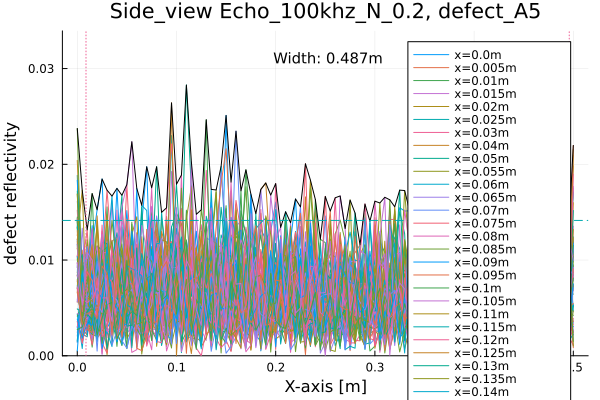 Side_view Echo_100khz_N_0.2, defect_A5
Width: 0.487m
defect reflectivity
0.03
0.02
0.01
0.00
0.0
0.1
0.2
0.3
.5
X-axis [m]
x=0.0m
x=0.005m
x=0.01m
x=0.015m
x=0.02m
x=0.025m
x=0.03m
x=0.04m
x=0.05m
x=0.055m
x=0.06m
x=0.065m
x=0.07m
x=0.075m
x=0.08m
x=0.085m
x=0.09m
x=0.095m
x=0.1m
x=0.105m
x=0.11m
x=0.115m
x=0.12m
x=0.125m
x=0.13m
x=0.135m
x=0.14m